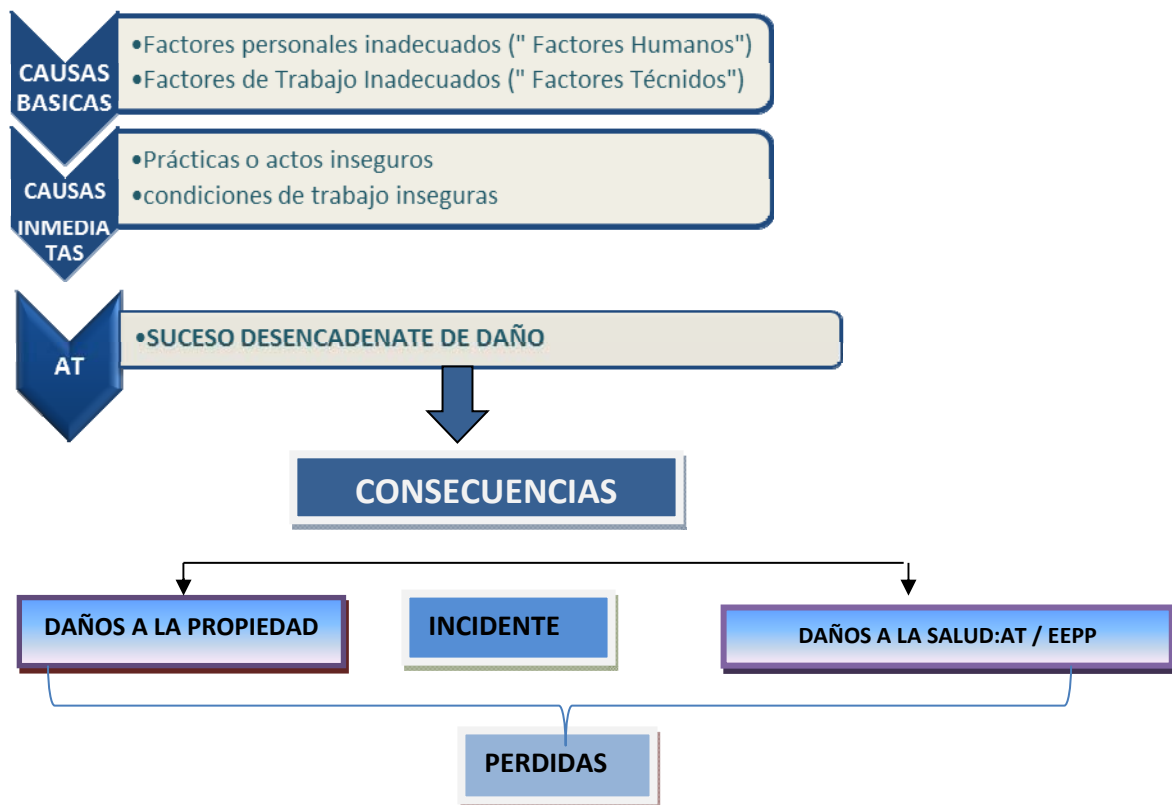 CAUSAS
BASICAS
•Factores personales inadecuados (" Factores Humanos")
•Factores de Trabajo Inadecuados (" Factores Técnidos")
CAUSAS
INMEDIA
TAS
•Prácticas o actos inseguros
•condiciones de trabajo inseguras
AT
•SUCESO DESENCADENATE DE DAÑO
CONSECUENCIAS
DAÑOS A LA PROPIEDAD
INCIDENTE
DAÑOS A LA SALUD:AT / EEPP
PERDIDAS